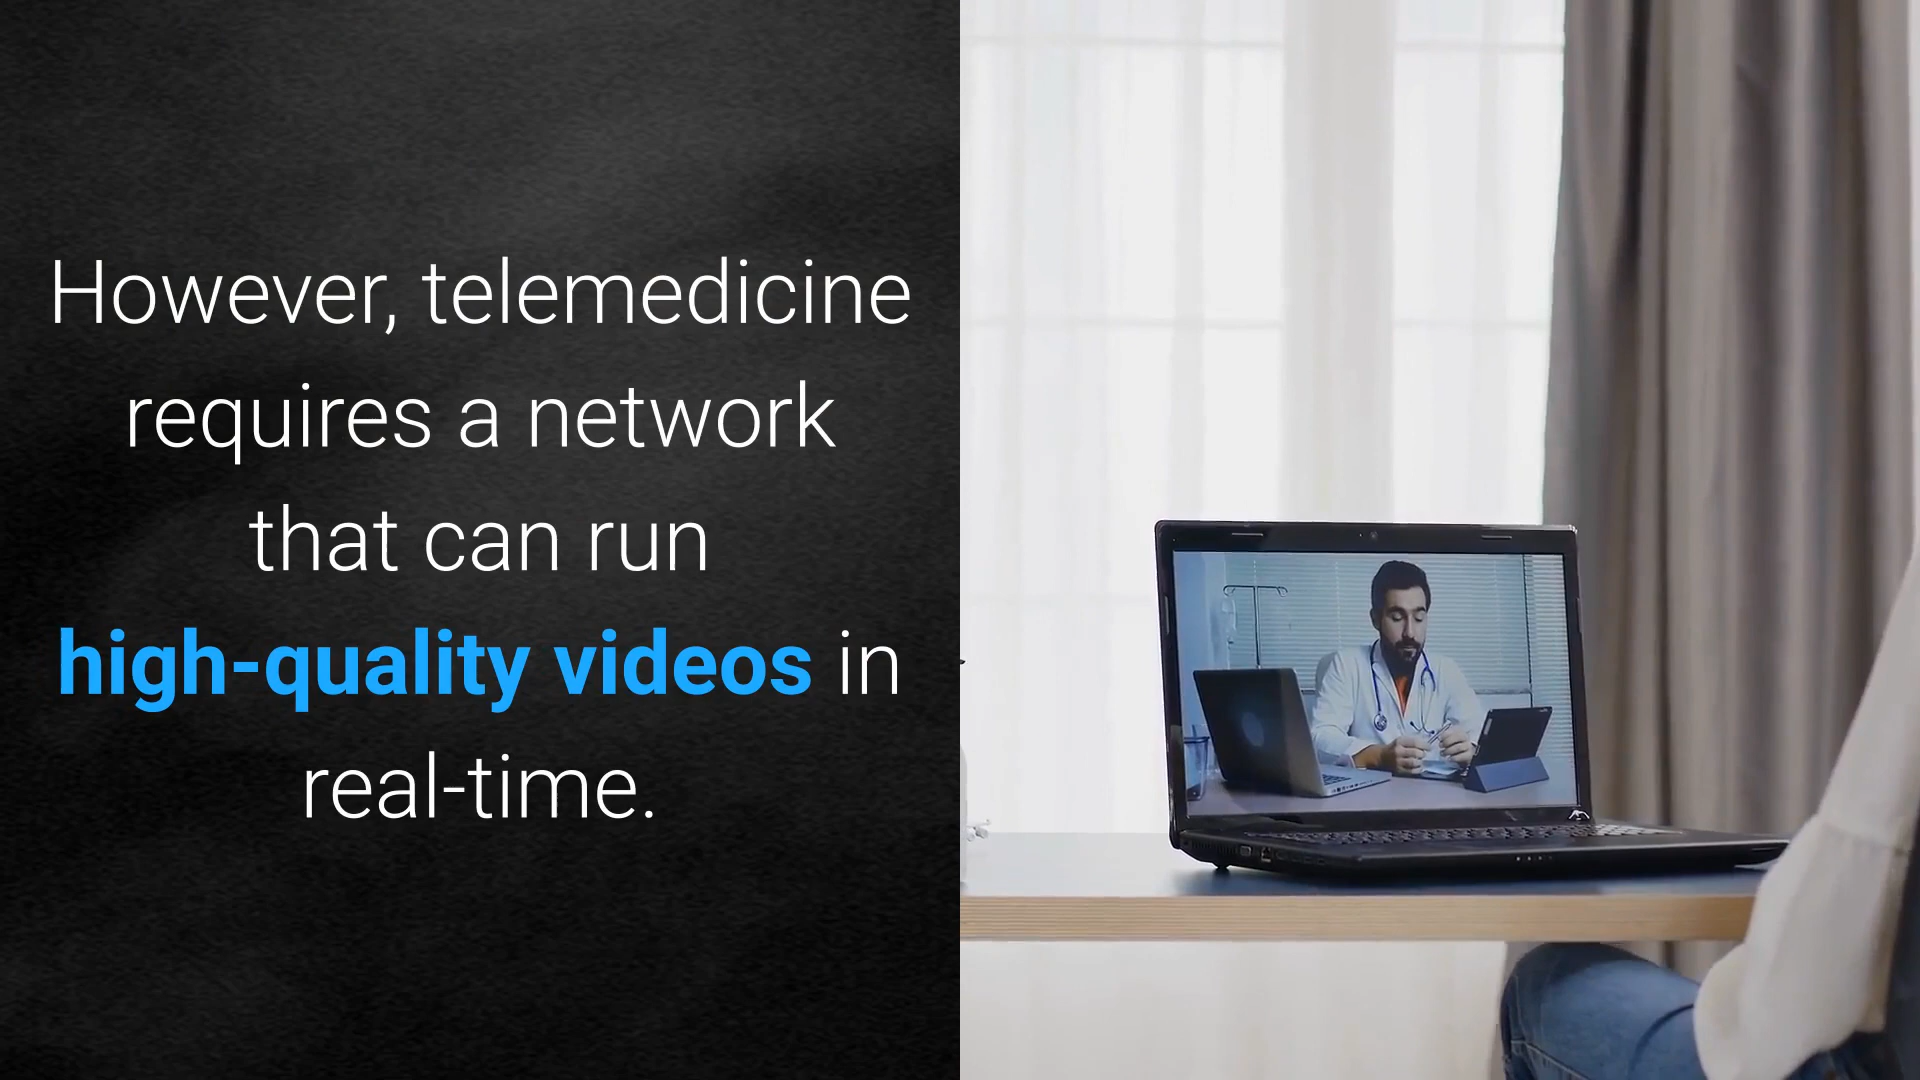 However, telemedicine
requires a network
that can run
high-quality videos in
real-time.